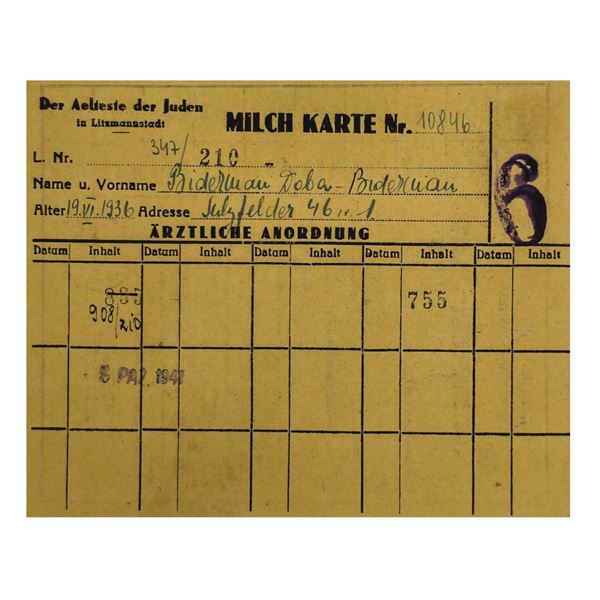 Der Aelteste der Juden
in Litzmannstadt
MILCH KARTE Nr. 10846
L. Nr. 347/210
Name u. Vorname Biderman Doba - Biderman
Alter 19.VI.1936 Adresse Sulzfelder 46
6
ÄRZTLICHE ANORDNUNG
Datum Inhalt Datum Inhalt Datum Inhalt Datum Inhalt Datum Inhalt
755
908/210
PAZ. 1941